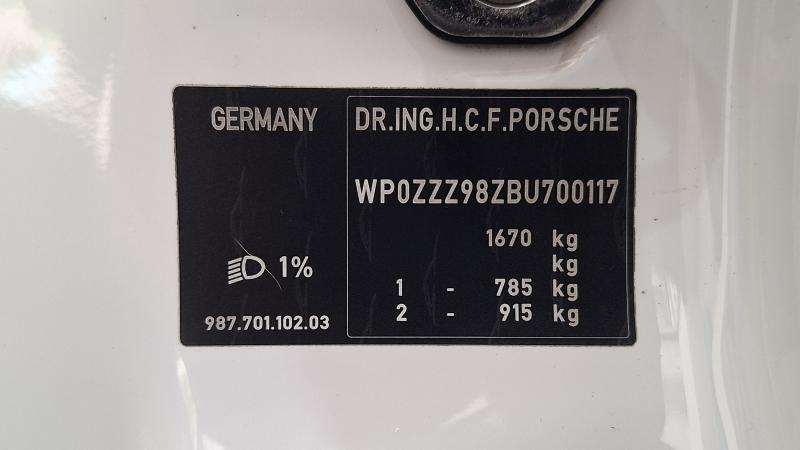 GERMANY
DR.ING.H.C.F.PORSCHE
WP0ZZZ98ZBU700117
1670 kg
kg
1 - 785 kg
2 - 915 kg
1%
987.701.102.03